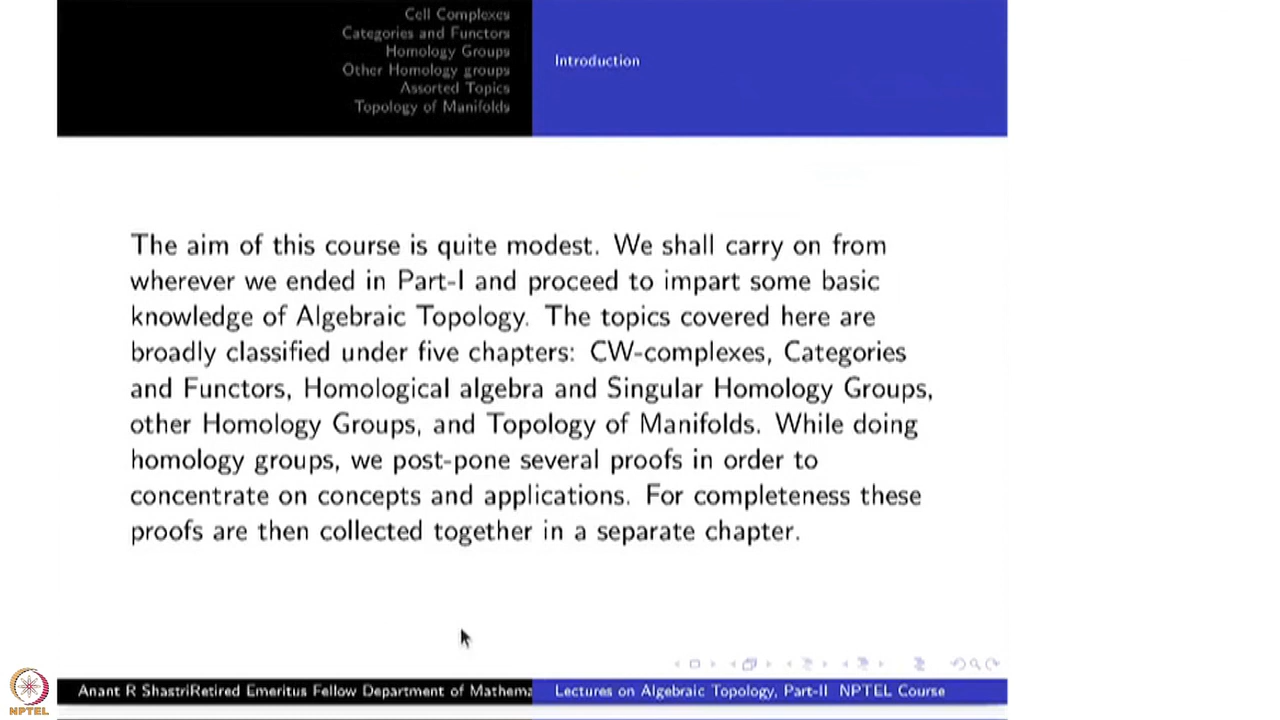 Cell Complexes
Categories and Functors
Homology Groups
Other Homology groups
Assorted Topics
Topology of Manifolds
Introduction
The aim of this course is quite modest. We shall carry on from
wherever we ended in Part-I and proceed to impart some basic
knowledge of Algebraic Topology. The topics covered here are
broadly classified under five chapters: CW-complexes, Categories
and Functors, Homological algebra and Singular Homology Groups,
other Homology Groups, and Topology of Manifolds. While doing
homology groups, we post-pone several proofs in order to
concentrate on concepts and applications. For completeness these
proofs are then collected together in a separate chapter.
Anant R ShastriRetired Emeritus Fellow Department of Mathema
Lectures on Algebraic Topology, Part-II NPTEL Course
NPTEL